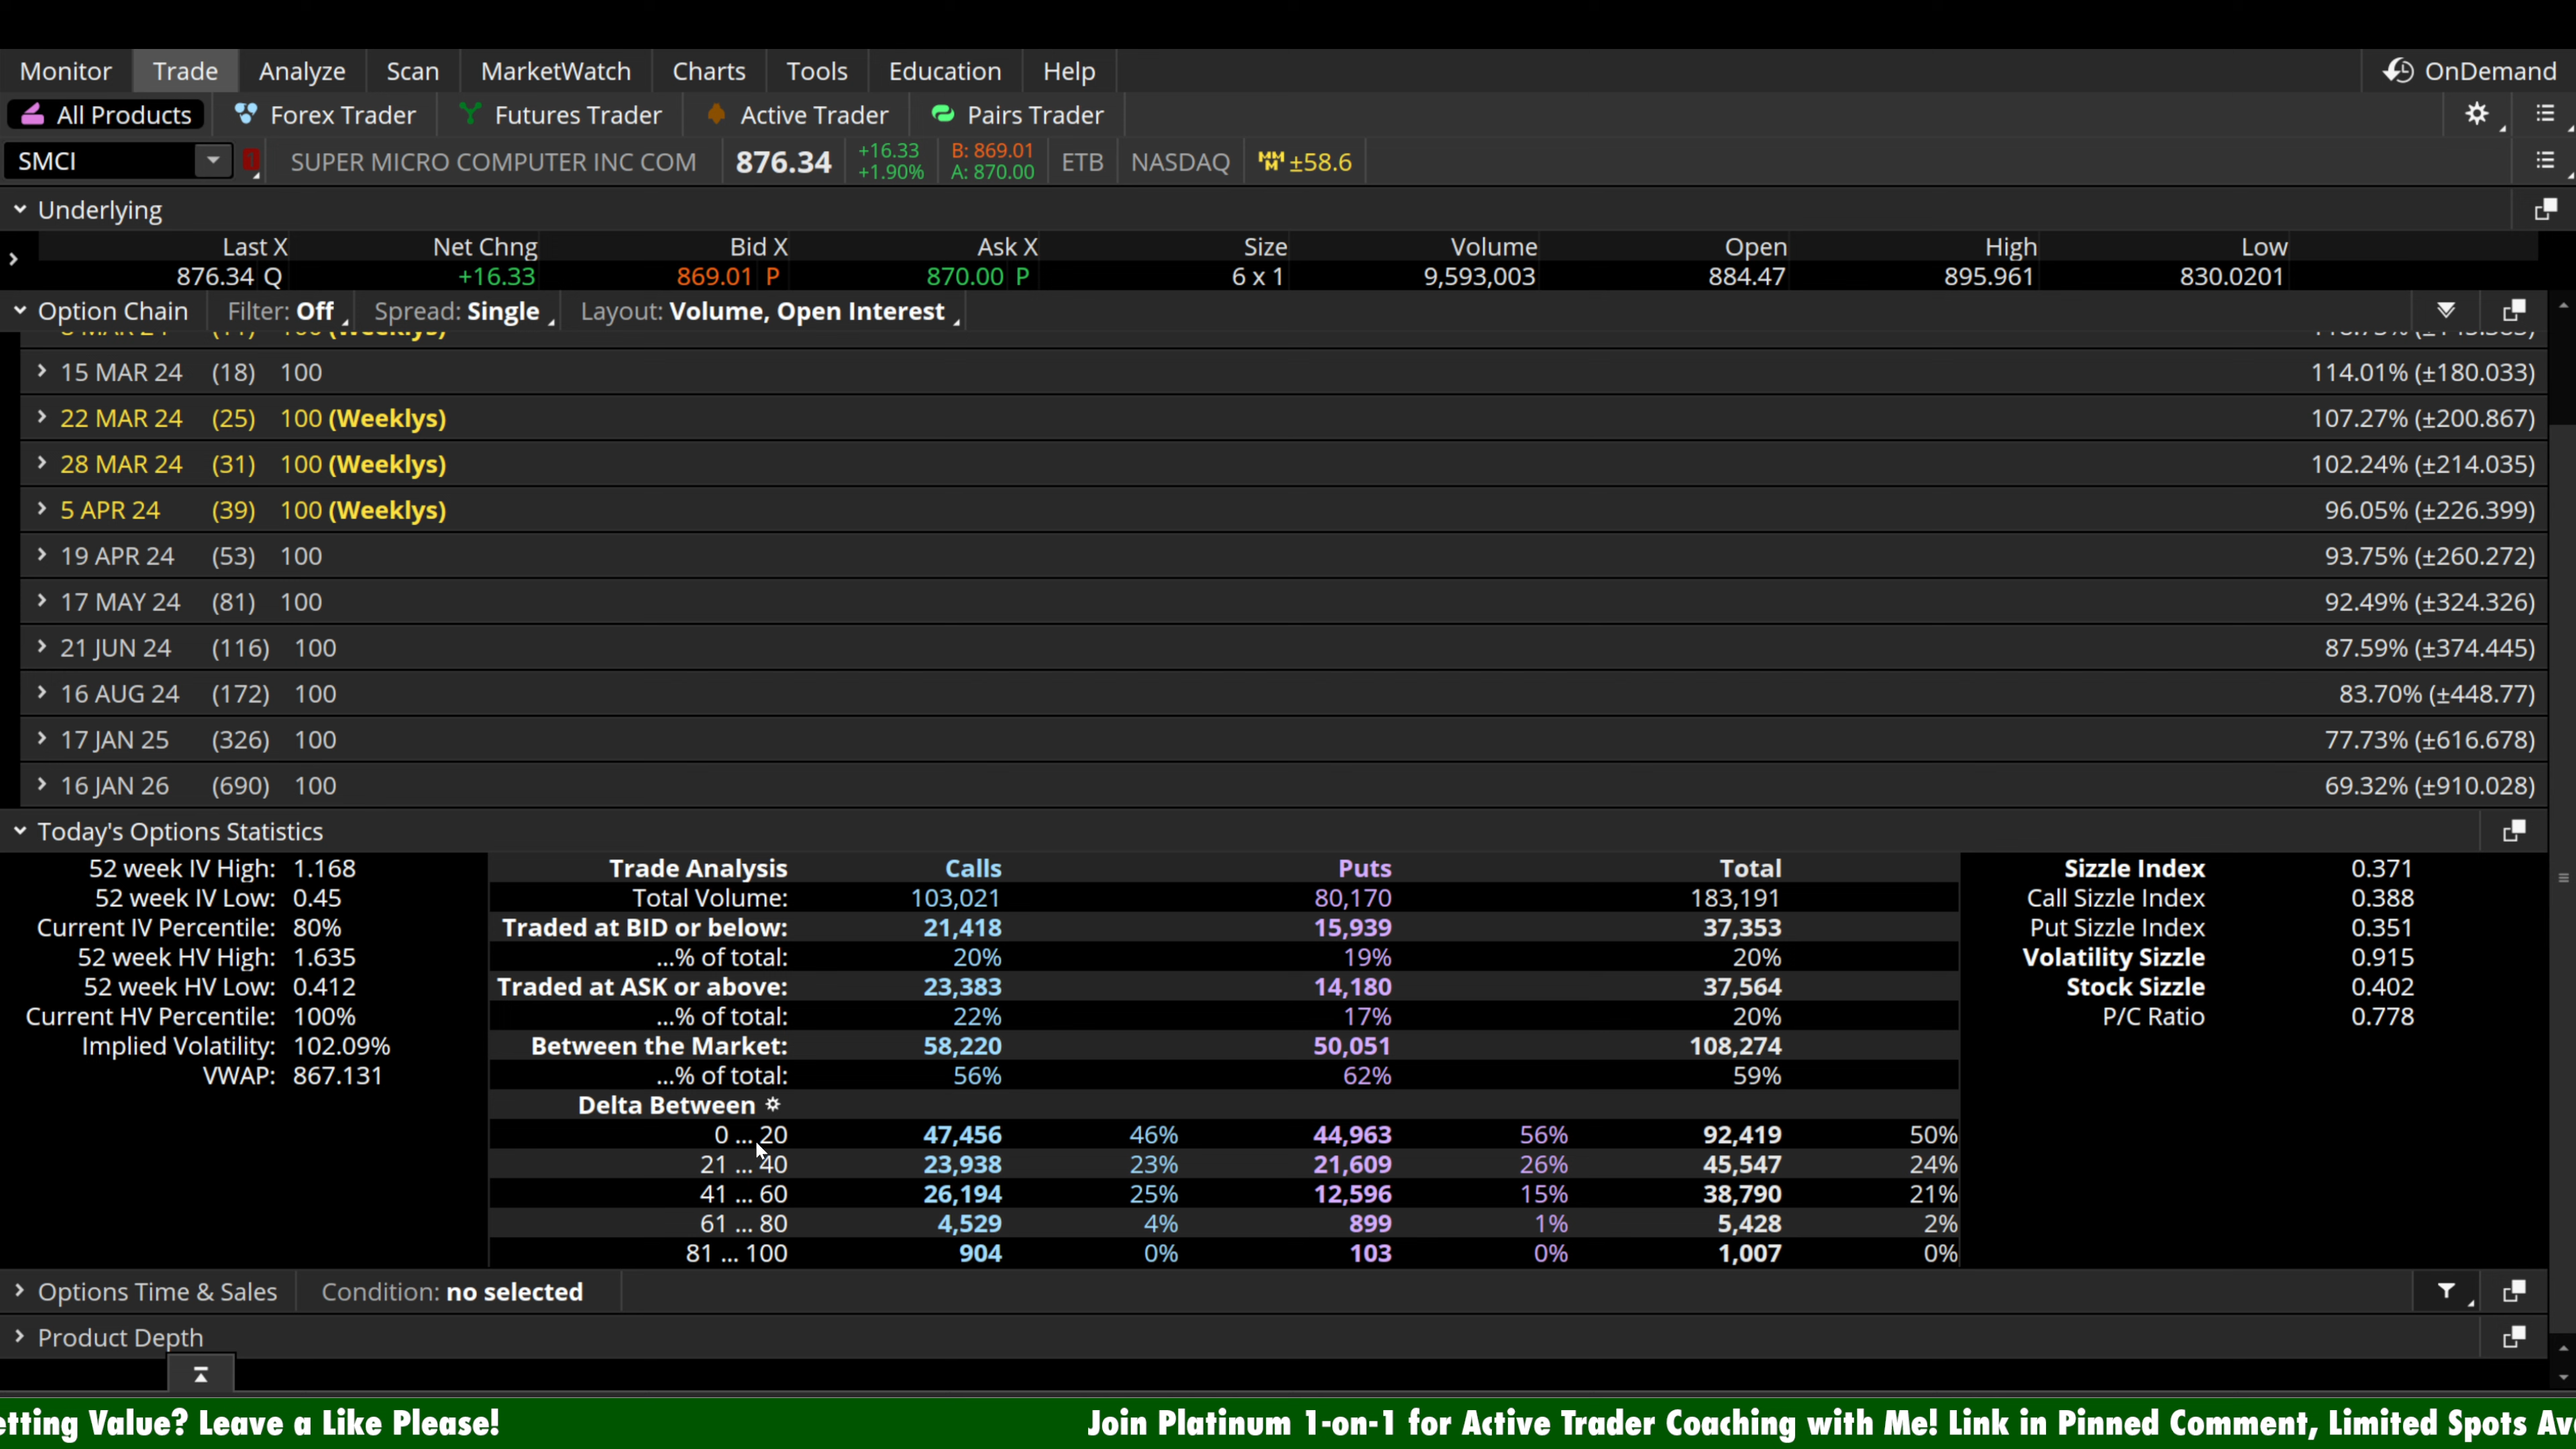 Monitor Trade Analyze Scan MarketWatch Charts Tools Education Help OnDemand
All Products Forex Trader Futures Trader Active Trader Pairs Trader
SMCI SUPER MICRO COMPUTER INC COM 876.34 +16.33 +1.90% B: 869.01 A: 870.00 ETB NASDAQ ±58.6
Underlying
Last X Net Chng Bid X Ask X Size Volume Open High Low
876.34 Q +16.33 869.01 P 870.00 P 6 x 1 9,593,003 884.47 895.961 830.0201
Option Chain Filter: Off Spread: Single Layout: Volume, Open Interest
15 MAR 24 (18) 100 114.01% (±180.033)
22 MAR 24 (25) 100 (Weeklys) 107.27% (±200.867)
28 MAR 24 (31) 100 (Weeklys) 102.24% (±214.035)
5 APR 24 (39) 100 (Weeklys) 96.05% (±226.399)
19 APR 24 (53) 100 93.75% (±260.272)
17 MAY 24 (81) 100 92.49% (±324.326)
21 JUN 24 (116) 100 87.59% (±374.445)
16 AUG 24 (172) 100 83.70% (±448.77)
17 JAN 25 (326) 100 77.73% (±616.678)
16 JAN 26 (690) 100 69.32% (±910.028)
Today's Options Statistics
52 week IV High: 1.168 Trade Analysis Calls Puts Total Sizzle Index 0.371
52 week IV Low: 0.45 Total Volume: 103,021 80,170 183,191 Call Sizzle Index 0.388
Current IV Percentile: 80% Traded at BID or below: 21,418 15,939 37,353 Put Sizzle Index 0.351
52 week HV High: 1.635 ...% of total: 20% 19% 20% Volatility Sizzle 0.915
52 week HV Low: 0.412 Traded at ASK or above: 23,383 14,180 37,564 Stock Sizzle 0.402
Current HV Percentile: 100% ...% of total: 22% 17% 20% P/C Ratio 0.778
Implied Volatility: 102.09% Between the Market: 58,220 50,051 108,274
VWAP: 867.131 ...% of total: 56% 62% 59%
Delta Between
0 ... 20 47,456 46% 44,963 56% 92,419 50%
21 ... 40 23,938 23% 21,609 26% 45,547 24%
41 ... 60 26,194 25% 12,596 15% 38,790 21%
61 ... 80 4,529 4% 899 1% 5,428 2%
81 ... 100 904 0% 103 0% 1,007 0%
Options Time & Sales Condition: no selected
Product Depth
etting Value? Leave a Like Please! Join Platinum 1-on-1 for Active Trader Coaching with Me! Link in Pinned Comment, Limited Spots Av